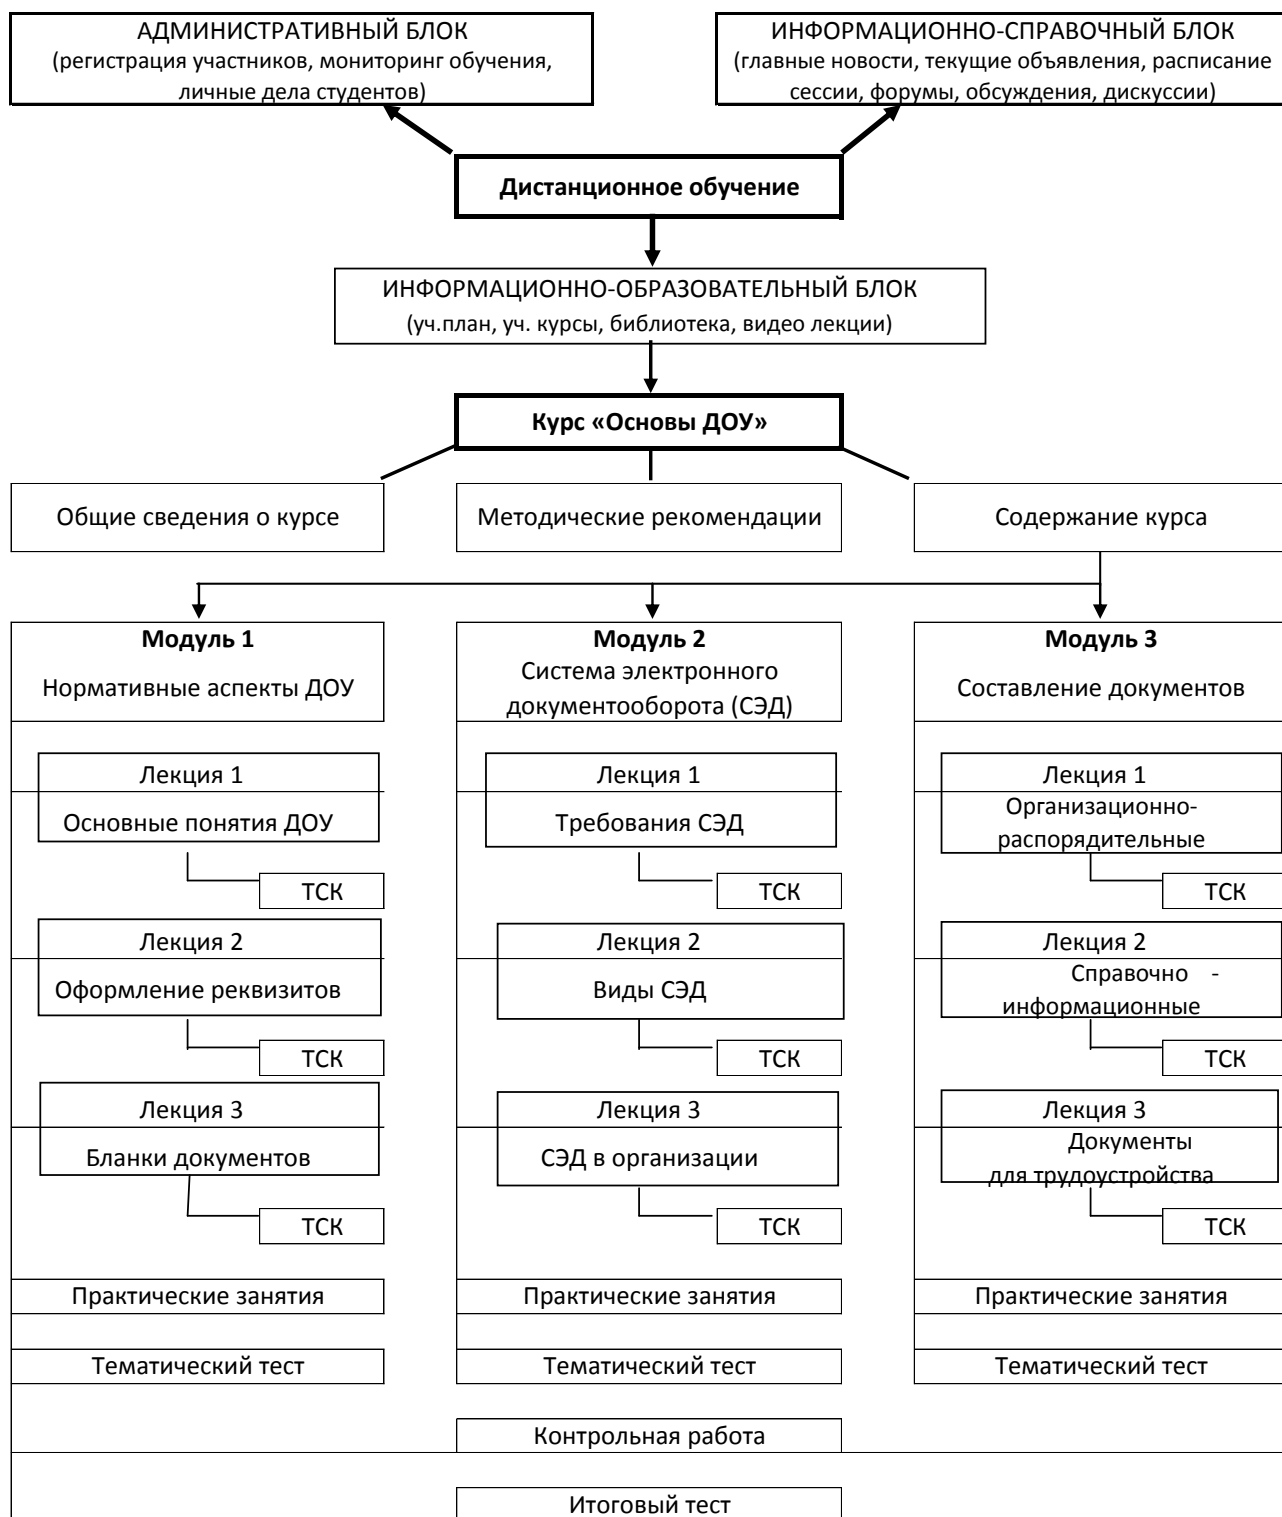 АДМИНИСТРАТИВНЫЙ БЛОК
(регистрация участников, мониторинг обучения,
личные дела студентов)
ИНФОРМАЦИОННО-СПРАВОЧНЫЙ БЛОК
(главные новости, текущие объявления, расписание
сессии, форумы, обсуждения, дискуссии)
Дистанционное обучение
ИНФОРМАЦИОННО-ОБРАЗОВАТЕЛЬНЫЙ БЛОК
(уч.план, уч. курсы, библиотека, видео лекции)
Курс «Основы ДОУ»
Общие сведения о курсе
Методические рекомендации
Содержание курса
Модуль 1
Нормативные аспекты ДОУ
Лекция 1
Основные понятия ДОУ
ТСК
Лекция 2
Оформление реквизитов
ТСК
Лекция 3
Бланки документов
ТСК
Практические занятия
Тематический тест
Модуль 2
Система электронного
документооборота (СЭД)
Лекция 1
Требования СЭД
ТСК
Лекция 2
Виды СЭД
ТСК
Лекция 3
СЭД в организации
ТСК
Практические занятия
Тематический тест
Модуль 3
Составление документов
Лекция 1
Организационно-
распорядительные
ТСК
Лекция 2
Справочно -
информационные
ТСК
Лекция 3
Документы
для трудоустройства
ТСК
Практические занятия
Тематический тест
Контрольная работа
Итоговый тест